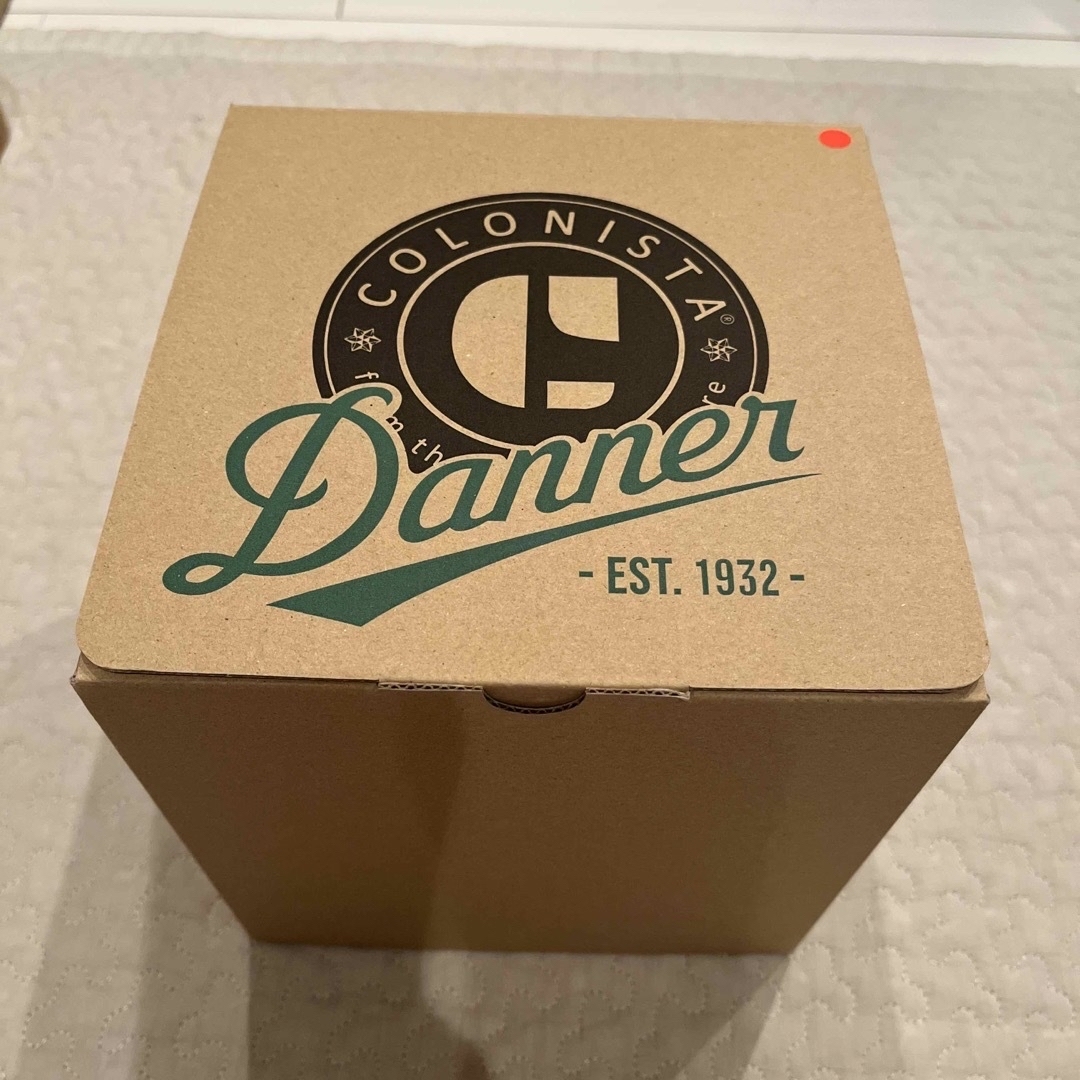 COLONISTA®
Danner
- EST. 1932 -